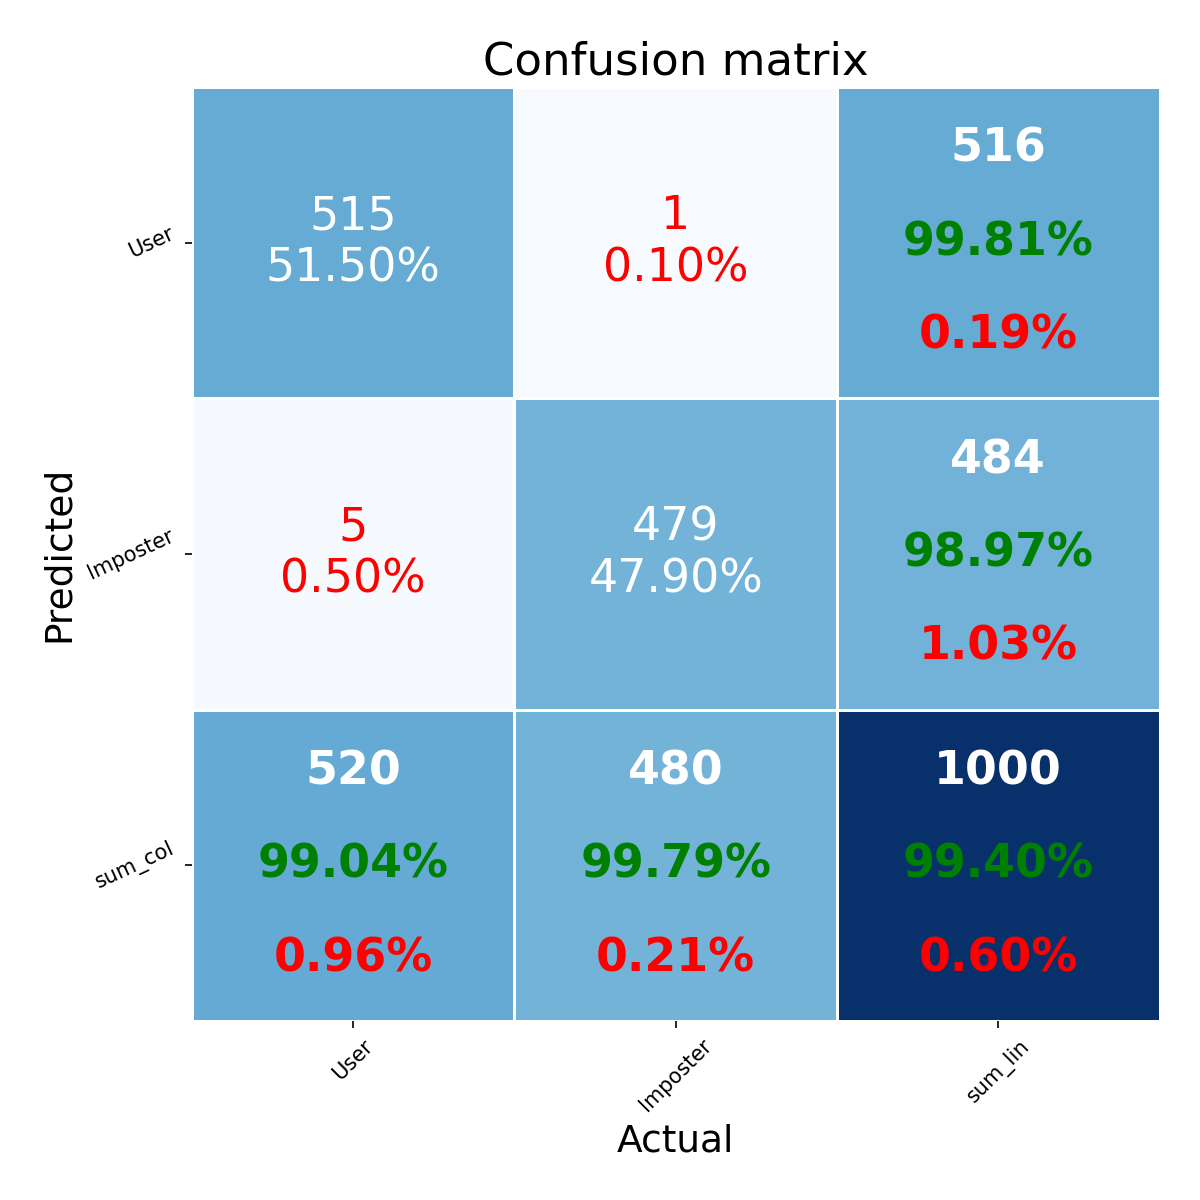 Confusion matrix
515
51.50%
1
0.10%
516
99.81%
0.19%
5
0.50%
479
47.90%
484
98.97%
1.03%
520
99.04%
0.96%
480
99.79%
0.21%
1000
99.40%
0.60%
Predicted
User
Imposter
sum_col
User
Imposter
sum_lin
Actual